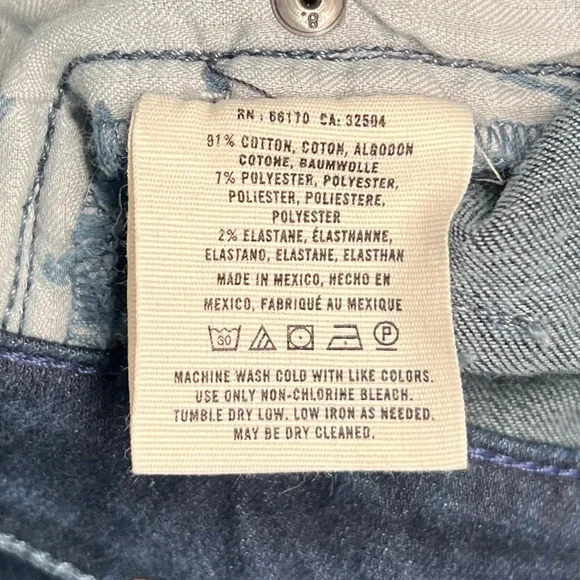 RN: 66170 CA: 32504
91% COTTON, COTON, ALGODON
COTONE, BAUMWOLLE
7% POLYESTER, POLYESTER,
POLIESTER, POLIESTERE,
POLYESTER
2% ELASTANE, ÉLASTHANNE,
ELASTANO, ELASTANE, ELASTHAN
MADE IN MEXICO, HECHO EN
MEXICO, FABRIQUÉ AU MEXIQUE
30 P
MACHINE WASH COLD WITH LIKE COLORS.
USE ONLY NON-CHLORINE BLEACH.
TUMBLE DRY LOW. LOW IRON AS NEEDED.
MAY BE DRY CLEANED.